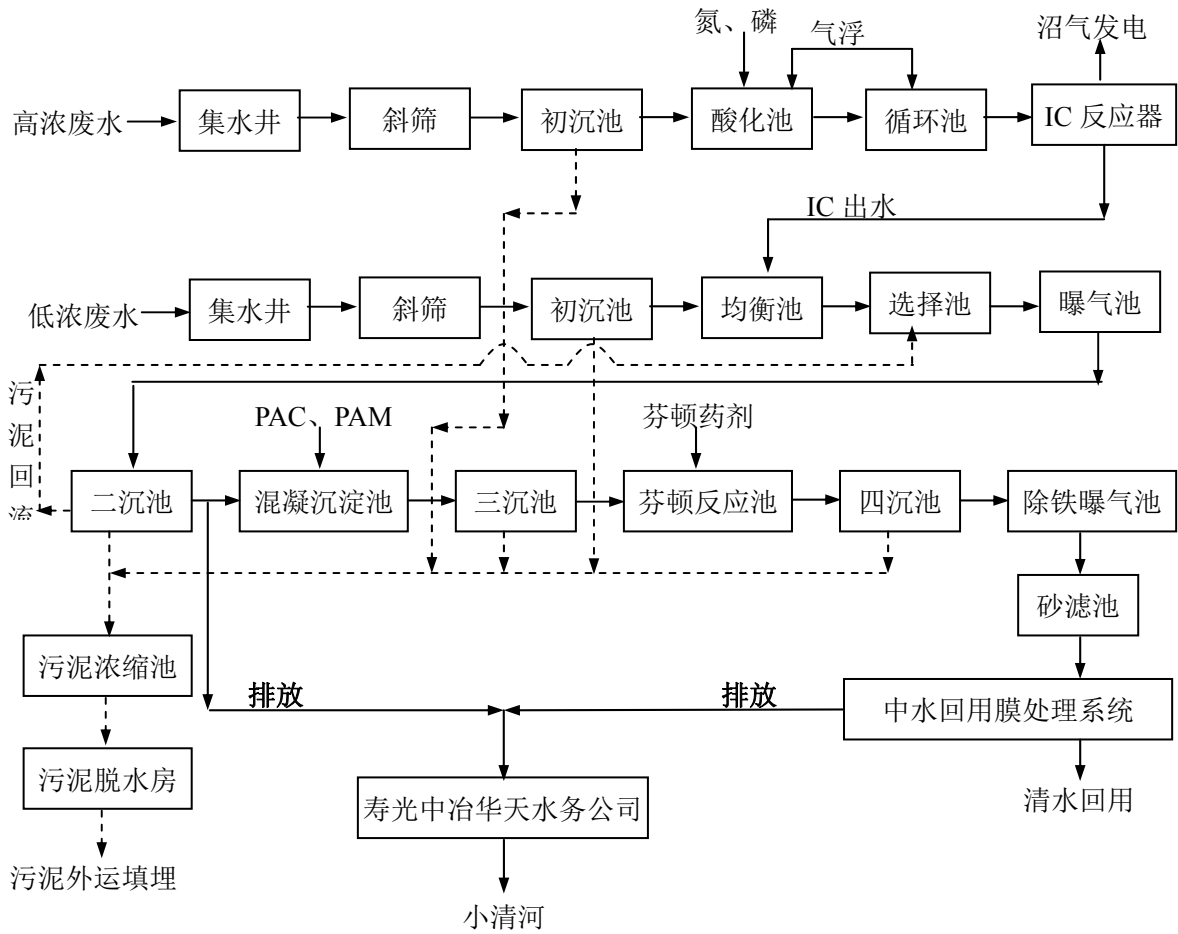 氮、磷
气浮
沼气发电
高浓废水
集水井
斜筛
初沉池
酸化池
循环池
IC 反应器
IC 出水
低浓废水
集水井
斜筛
初沉池
均衡池
选择池
曝气池
污
泥
回
流
PAC、PAM
芬顿药剂
二沉池
混凝沉淀池
三沉池
芬顿反应池
四沉池
除铁曝气池
砂滤池
污泥浓缩池
排放
排放
中水回用膜处理系统
污泥脱水房
寿光中冶华天水务公司
清水回用
污泥外运填埋
小清河